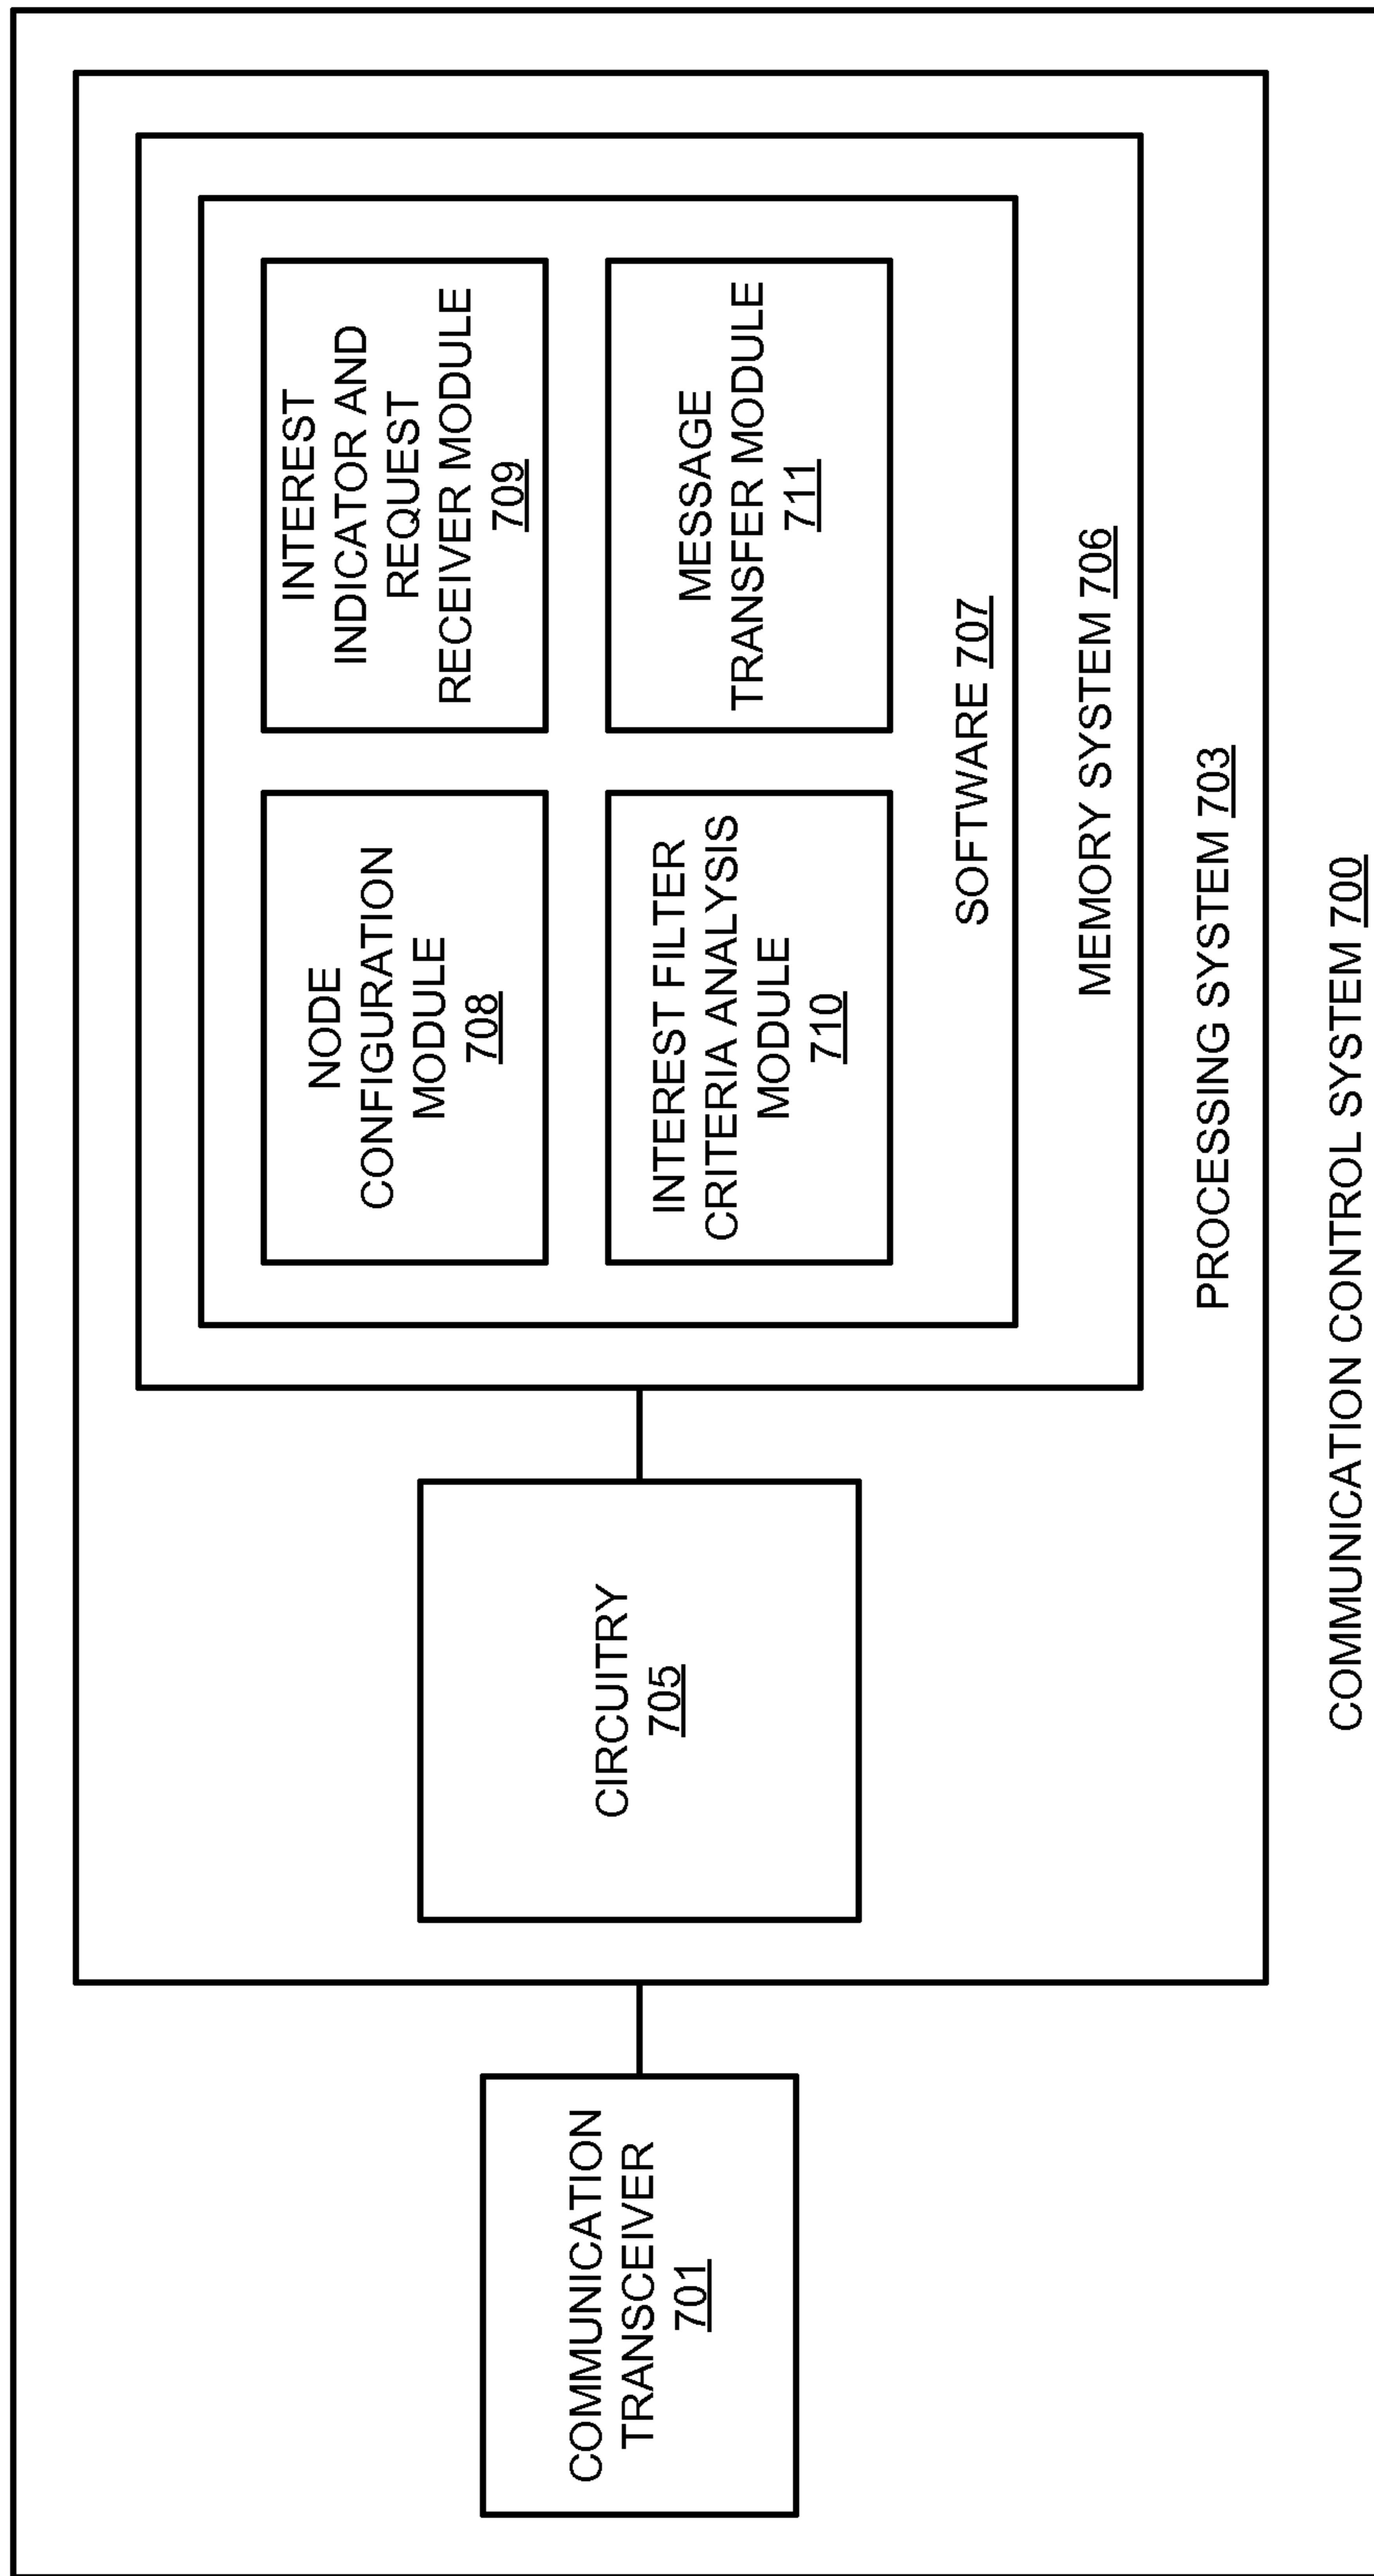 COMMUNICATION
TRANSCEIVER
701
CIRCUITRY
705
NODE
CONFIGURATION
MODULE
708
INTEREST
INDICATOR AND
REQUEST
RECEIVER MODULE
709
INTEREST FILTER
CRITERIA ANALYSIS
MODULE
710
MESSAGE
TRANSFER MODULE
711
SOFTWARE 707
MEMORY SYSTEM 706
PROCESSING SYSTEM 703
COMMUNICATION CONTROL SYSTEM 700